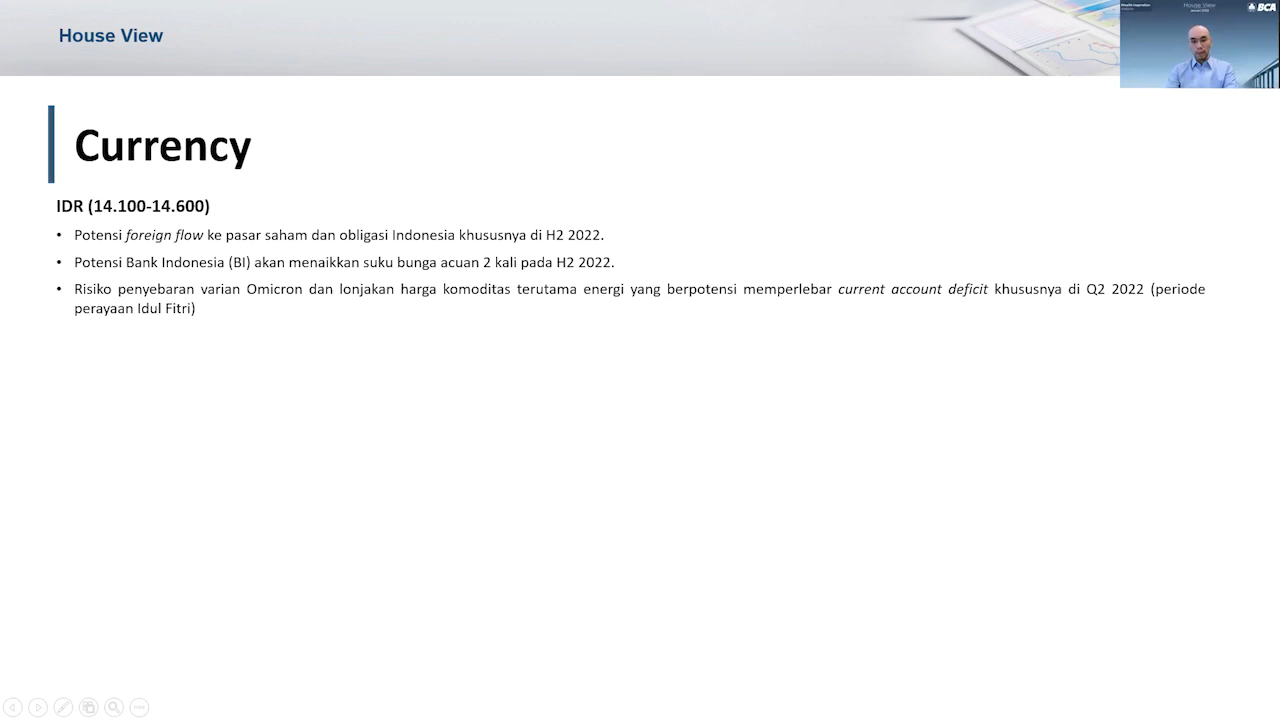 House View
House View
BCA
Currency
IDR (14.100-14.600)
• Potensi foreign flow ke pasar saham dan obligasi Indonesia khususnya di H2 2022.
• Potensi Bank Indonesia (BI) akan menaikkan suku bunga acuan 2 kali pada H2 2022.
• Risiko penyebaran varian Omicron dan lonjakan harga komoditas terutama energi yang berpotensi memperlebar current account deficit khususnya di Q2 2022 (periode
perayaan Idul Fitri)